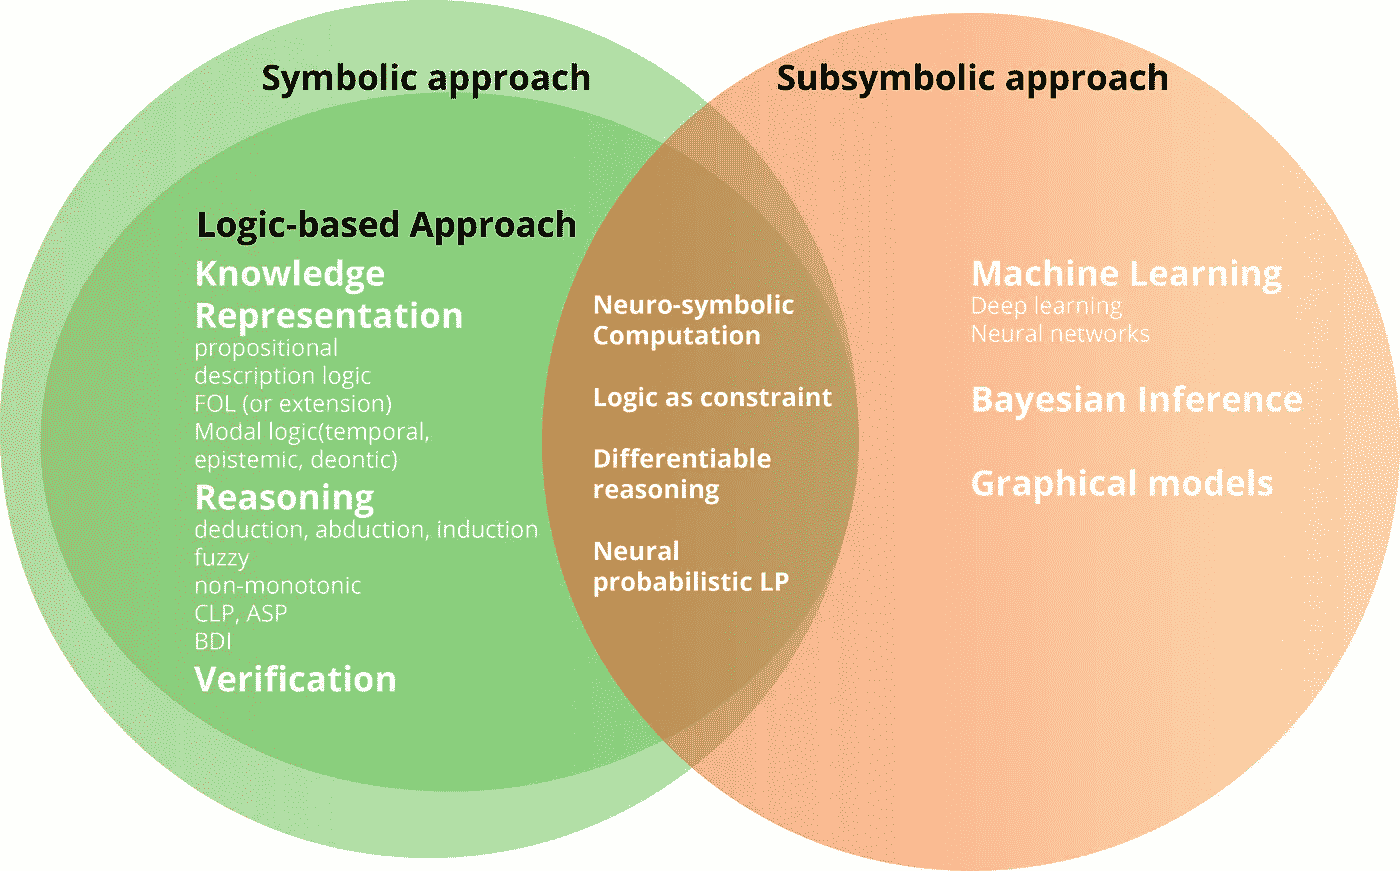 Symbolic approach
Subsymbolic approach
Logic-based Approach
Knowledge
Representation
propositional
description logic
FOL (or extension)
Modal logic(temporal,
epistemic, deontic)
Reasoning
deduction, abduction, induction
fuzzy
non-monotonic
CLP, ASP
BDI
Verification
Neuro-symbolic
Computation
Logic as constraint
Differentiable
reasoning
Neural
probabilistic LP
Machine Learning
Deep learning
Neural networks
Bayesian Inference
Graphical models